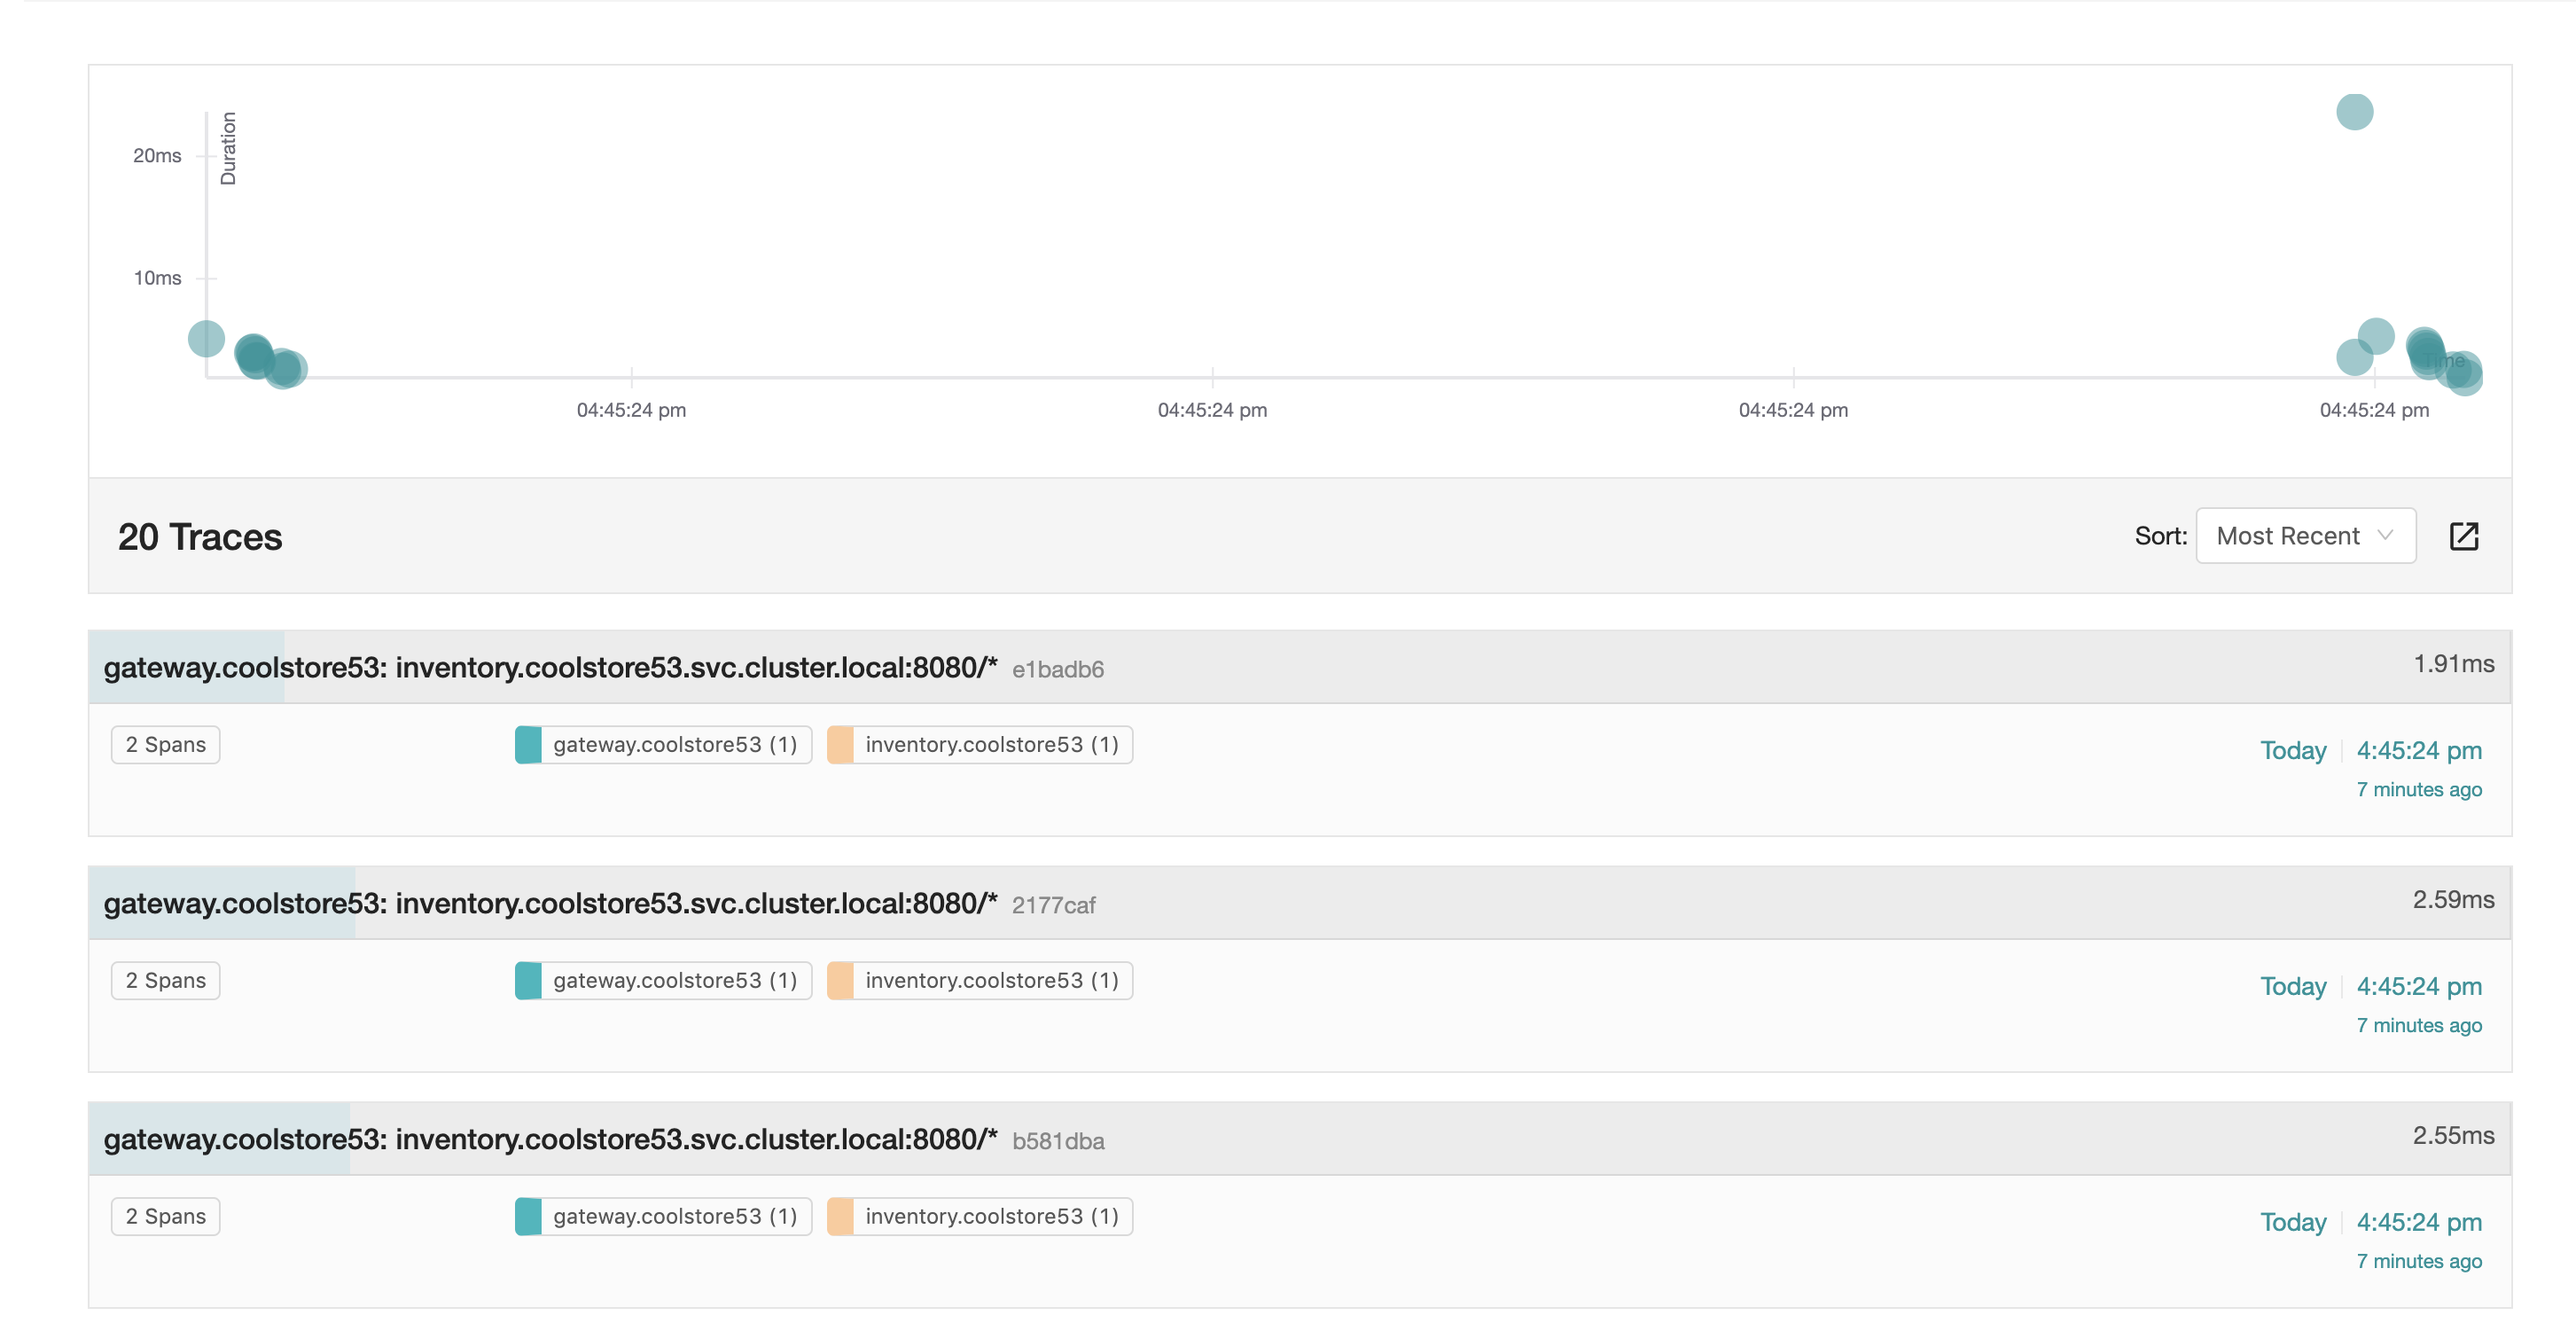 Duration
20ms
10ms
Time
04:45:24 pm 04:45:24 pm 04:45:24 pm 04:45:24 pm
20 Traces Sort: Most Recent
gateway.coolstore53: inventory.coolstore53.svc.cluster.local:8080/* e1badb6 1.91ms
2 Spans gateway.coolstore53 (1) inventory.coolstore53 (1) Today 4:45:24 pm
7 minutes ago
gateway.coolstore53: inventory.coolstore53.svc.cluster.local:8080/* 2177caf 2.59ms
2 Spans gateway.coolstore53 (1) inventory.coolstore53 (1) Today 4:45:24 pm
7 minutes ago
gateway.coolstore53: inventory.coolstore53.svc.cluster.local:8080/* b581dba 2.55ms
2 Spans gateway.coolstore53 (1) inventory.coolstore53 (1) Today 4:45:24 pm
7 minutes ago